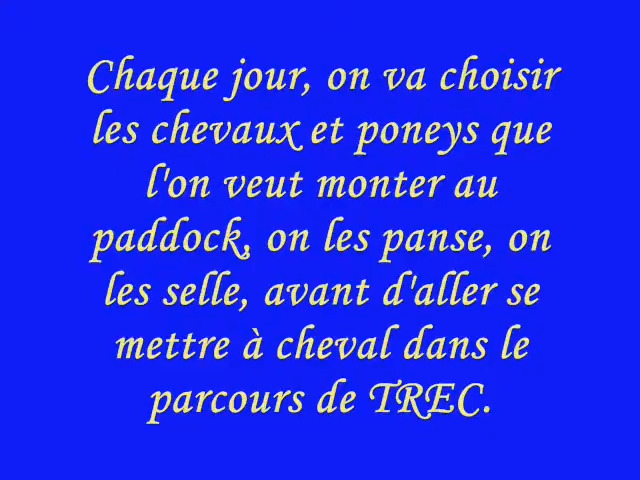 Chaque jour, on va choisir
les chevaux et poneys que
l'on veut monter au
paddock, on les panse, on
les selle, avant d'aller se
mettre à cheval dans le
parcours de TREC.